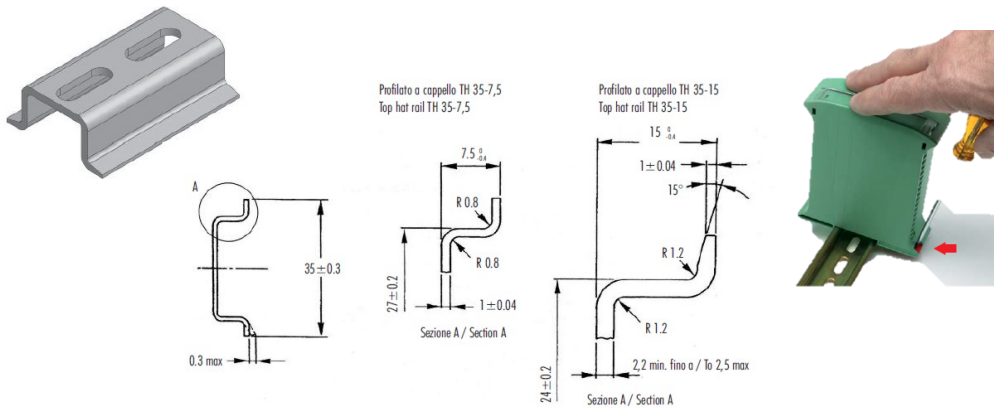 Profilato a cappello TH 35-7,5
Top hat rail TH 35-7,5
Profilato a cappello TH 35-15
Top hat rail TH 35-15
15 0 -0.4
7.5 0 -0.4
1±0.04
15°
A
R 0.8
R 1.2
35±0.3
27±0.2
R 0.8
1±0.04
R 1.2
Sezione A / Section A
0.3 max
24±0.2
2,2 min. fino a / To 2,5 max
Sezione A / Section A